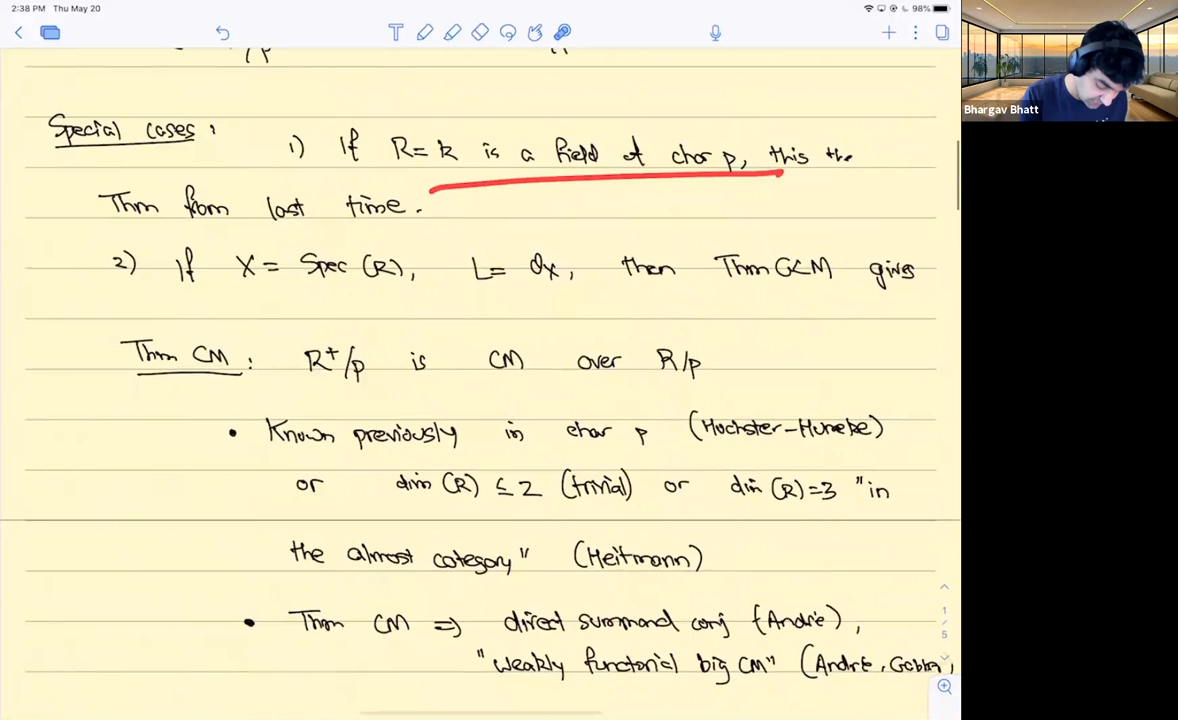 2:38 PM Thu May 20
98%
Bhargav Bhatt
Special cases:
1) If R = k is a field of char p, this the
Thm from last time.
2) If X = Spec(R), L = O_X, then Thm GCM gives
Thm CM: R⁺/p is CM over R/p
• Known previously in char p (Hochster-Huneke)
or dim(R) ≤ 2 (trivial) or dim(R) = 3 "in
the almost category" (Heitmann)
• Thm CM ⇒ direct summand conj (André),
"weakly functorial big CM" (André, Gabber,
1
/
5